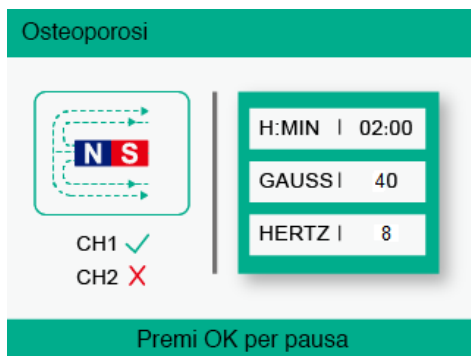 Osteoporosi
N S
CH1 ✓
CH2 X
H:MIN | 02:00
GAUSS | 40
HERTZ | 8
Premi OK per pausa